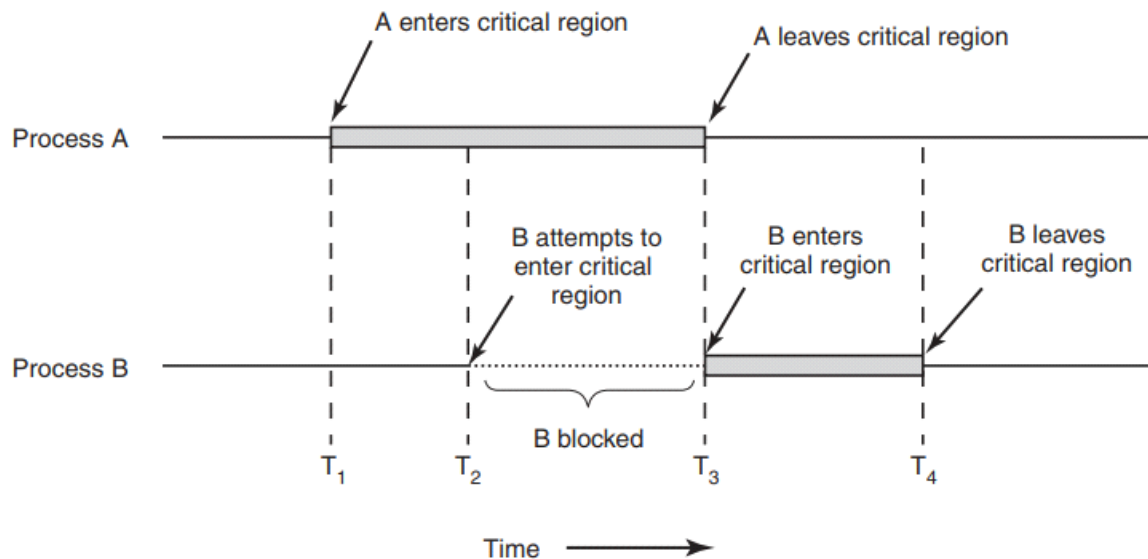 A enters critical region
A leaves critical region
Process A
B attempts to
enter critical
region
B enters
critical region
B leaves
critical region
Process B
B blocked
T1
T2
T3
T4
Time